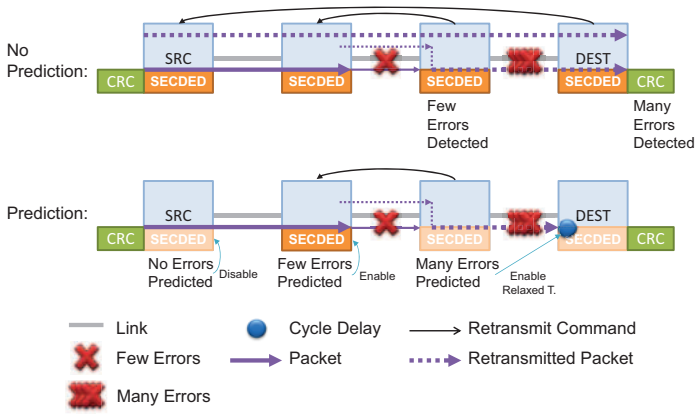 No
Prediction:
SRC
DEST
CRC
SECDED
SECDED
SECDED
SECDED
CRC
Few
Errors
Detected
Many
Errors
Detected
Prediction:
SRC
DEST
CRC
SECDED
SECDED
SECDED
SECDED
CRC
No Errors
Predicted
Disable
Few Errors
Predicted
Enable
Many Errors
Predicted
Enable
Relaxed T.
Link
Cycle Delay
Retransmit Command
Few Errors
Packet
Retransmitted Packet
Many Errors